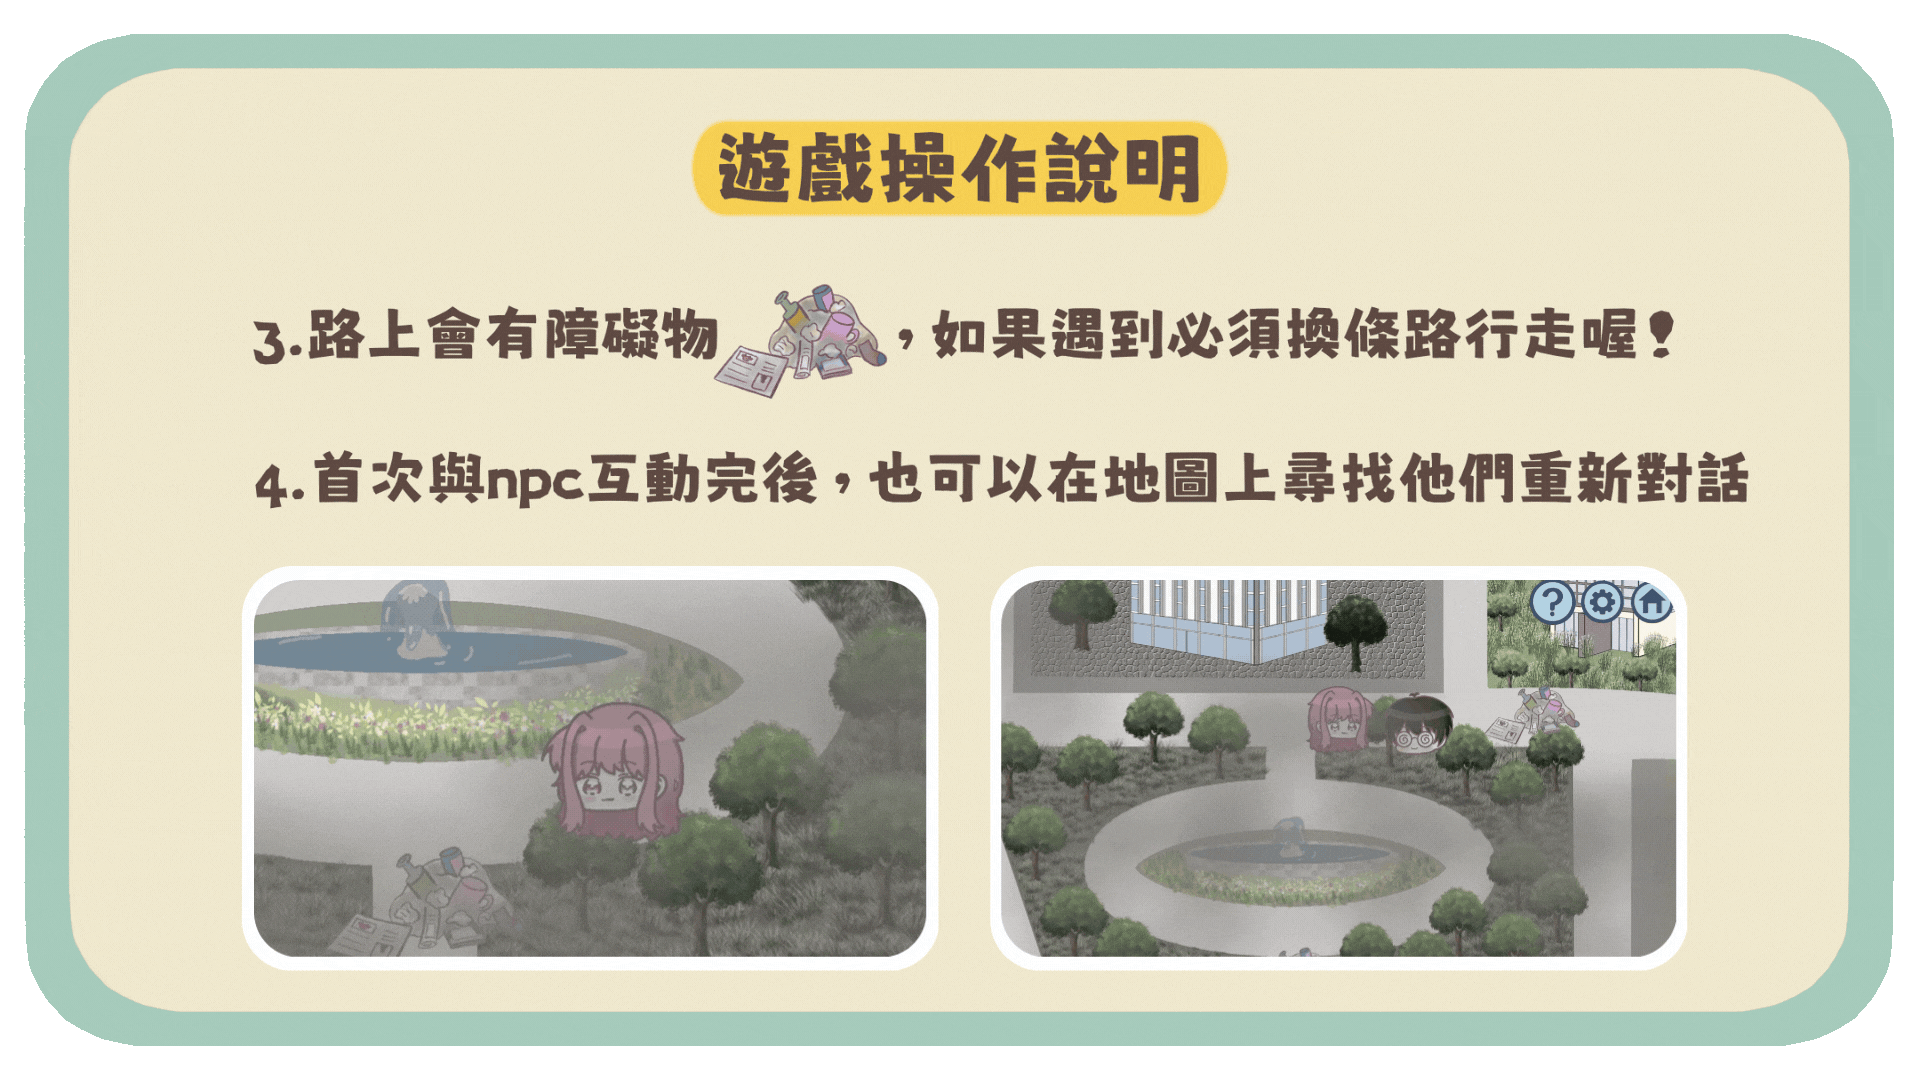 遊戲操作說明
3.路上會有障礙物，如果遇到必須換條路行走喔！
4.首次與npc互動完後，也可以在地圖上尋找他們重新對話
?